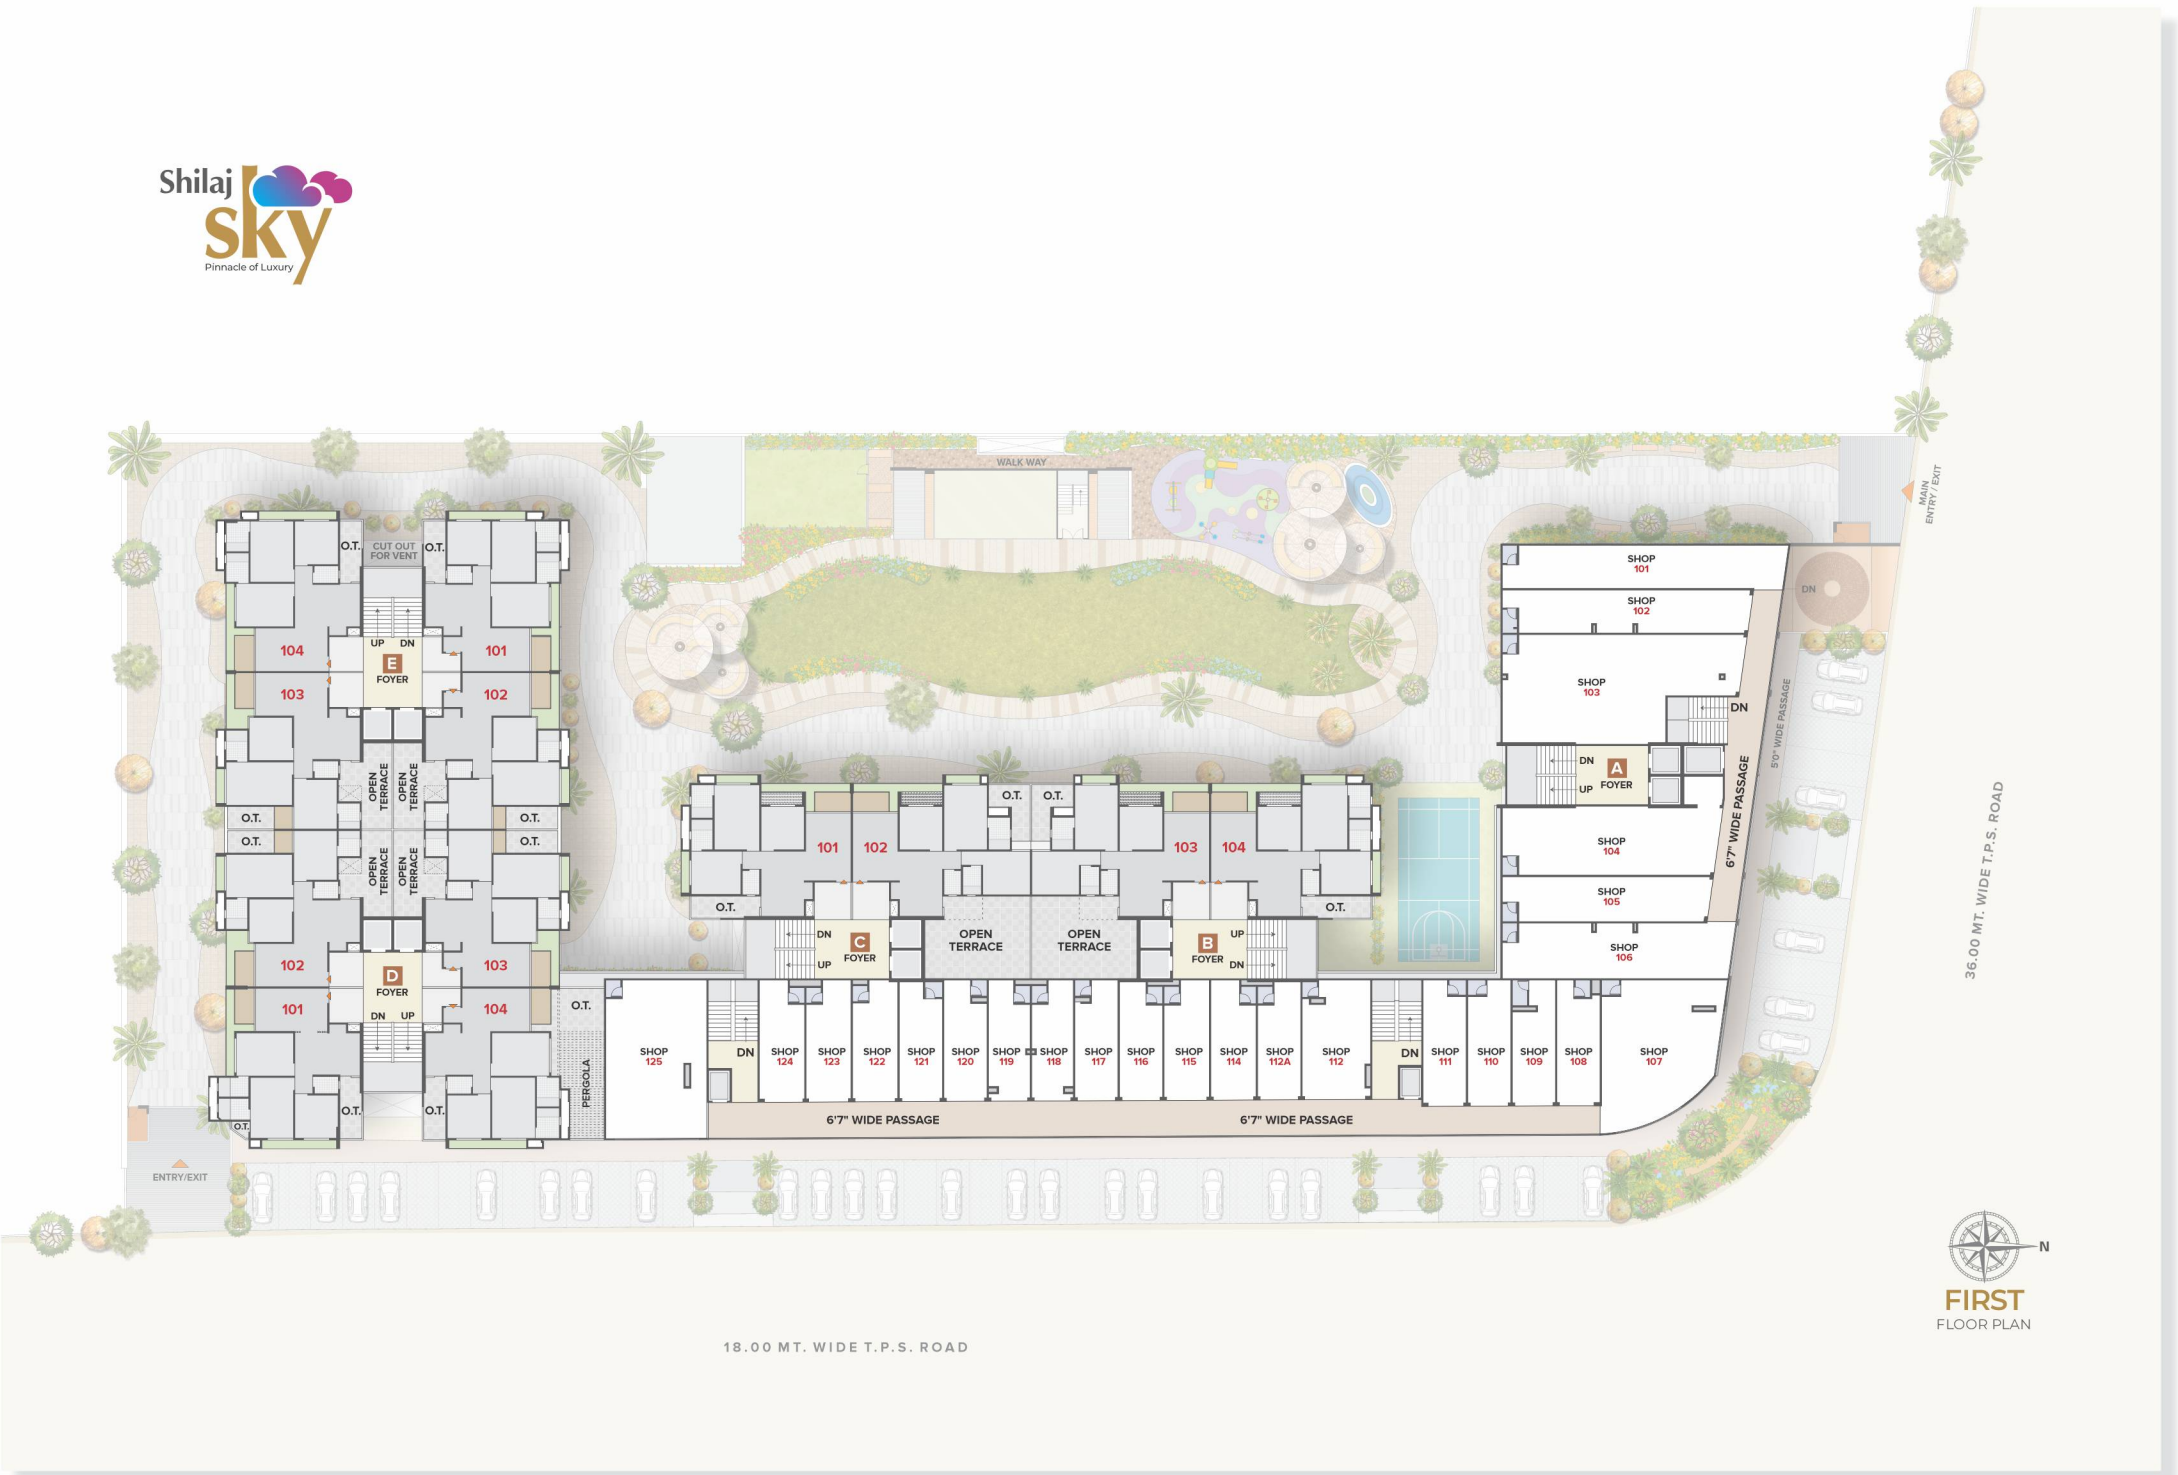 Shilaj
sky
Pinnacle of Luxury
WALK WAY
MAIN
ENTRY / EXIT
O.T.
CUT OUT
FOR VENT
O.T.
104
UP DN
101
E
FOYER
103
102
OPEN
TERRACE
OPEN
TERRACE
O.T.
O.T.
O.T.
O.T.
OPEN
TERRACE
OPEN
TERRACE
102
103
D
FOYER
101
104
DN UP
O.T.
O.T.
O.T.
O.T.
PERGOLA
ENTRY/EXIT
O.T.
O.T.
101
102
103
104
O.T.
O.T.
DN
C
FOYER
UP
OPEN
TERRACE
OPEN
TERRACE
UP
B
FOYER
DN
SHOP
101
SHOP
102
SHOP
103
DN
DN
5'0" WIDE PASSAGE
DN
A
UP
FOYER
6'7" WIDE PASSAGE
SHOP
104
SHOP
105
SHOP
106
36.00 MT. WIDE T.P.S. ROAD
SHOP
125
DN
SHOP
124
SHOP
123
SHOP
122
SHOP
121
SHOP
120
SHOP
119
SHOP
118
SHOP
117
SHOP
116
SHOP
115
SHOP
114
SHOP
112A
SHOP
112
DN
SHOP
111
SHOP
110
SHOP
109
SHOP
108
SHOP
107
6'7" WIDE PASSAGE
6'7" WIDE PASSAGE
N
FIRST
FLOOR PLAN
18.00 MT. WIDE T.P.S. ROAD